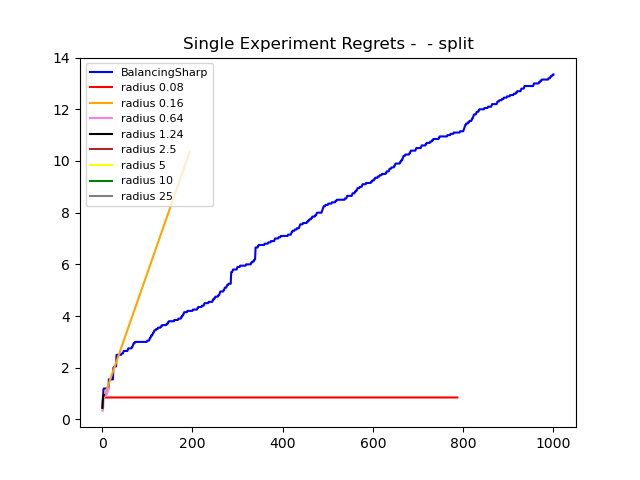 Single Experiment Regrets -  - split
14
12
10
8
6
4
2
0
BalancingSharp
radius 0.08
radius 0.16
radius 0.64
radius 1.24
radius 2.5
radius 5
radius 10
radius 25
0 200 400 600 800 1000